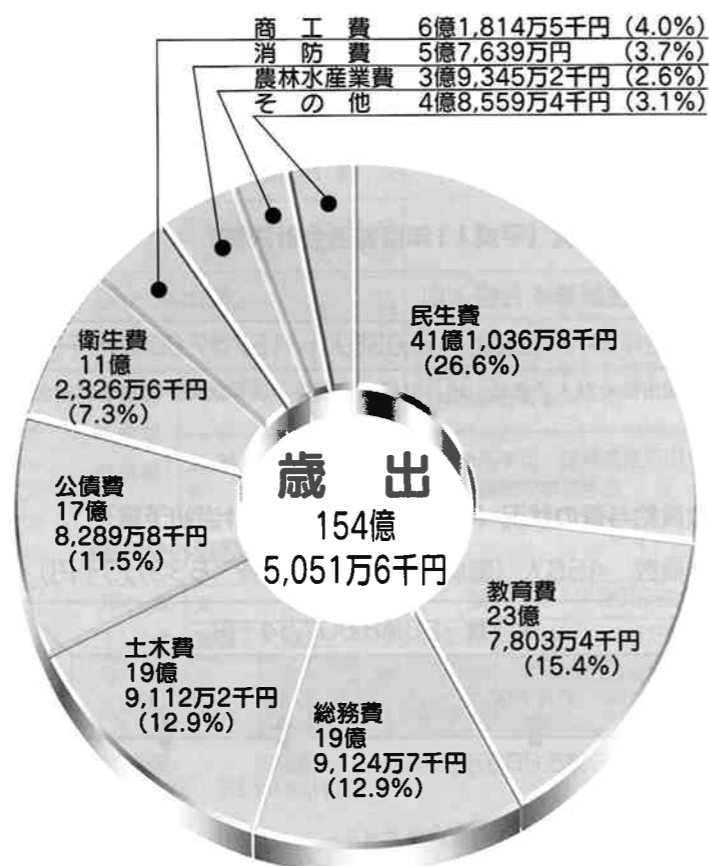 商工費 6億1,814万5千円 (4.0%)
消防費 5億7,639万円 (3.7%)
農林水産業費 3億9,345万2千円 (2.6%)
その他 4億8,559万4千円 (3.1%)
民生費
41億1,036万8千円
(26.6%)
教育費
23億
7,803万4千円
(15.4%)
総務費
19億
9,124万7千円
(12.9%)
土木費
19億
9,112万2千円
(12.9%)
公債費
17億
8,289万8千円
(11.5%)
衛生費
11億
2,326万6千円
(7.3%)
歳出
154億
5,051万6千円